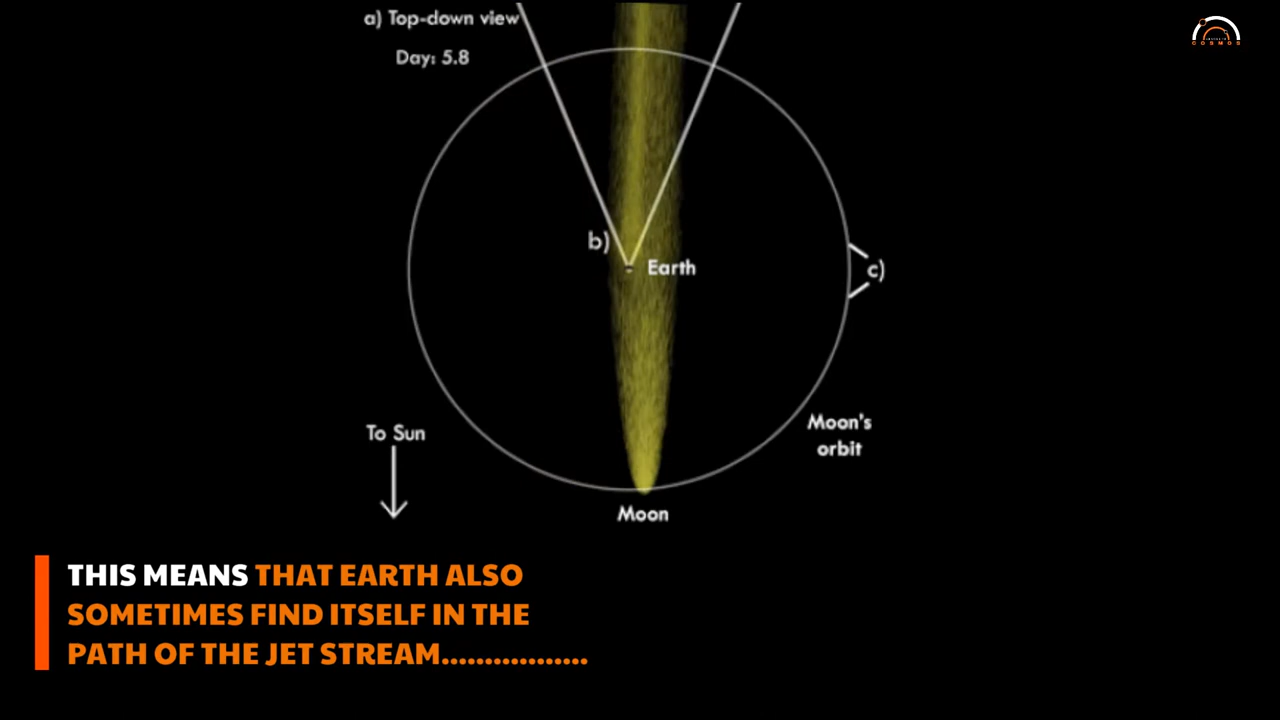 a) Top-down view
Day: 5.8
COSMOS
b)
Earth
c)
Moon's
orbit
To Sun
Moon
THIS MEANS THAT EARTH ALSO
SOMETIMES FIND ITSELF IN THE
PATH OF THE JET STREAM.................